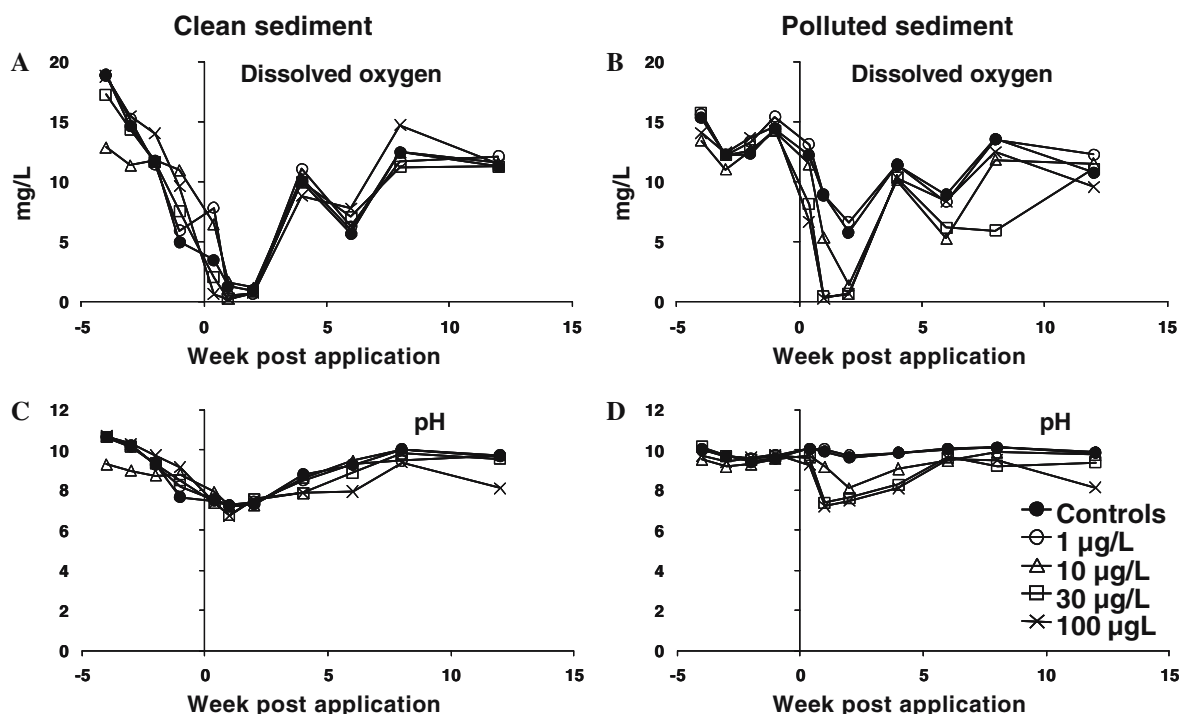 Clean sediment
Polluted sediment
A
Dissolved oxygen
20
15
10
5
0
mg/L
-5
0
5
10
15
Week post application
B
Dissolved oxygen
20
15
10
5
0
mg/L
-5
0
5
10
15
Week post application
C
pH
12
10
8
6
4
2
0
-5
0
5
10
15
Week post application
D
pH
12
10
8
6
4
2
0
-5
0
5
10
15
Week post application
Controls
1 µg/L
10 µg/L
30 µg/L
100 µgL